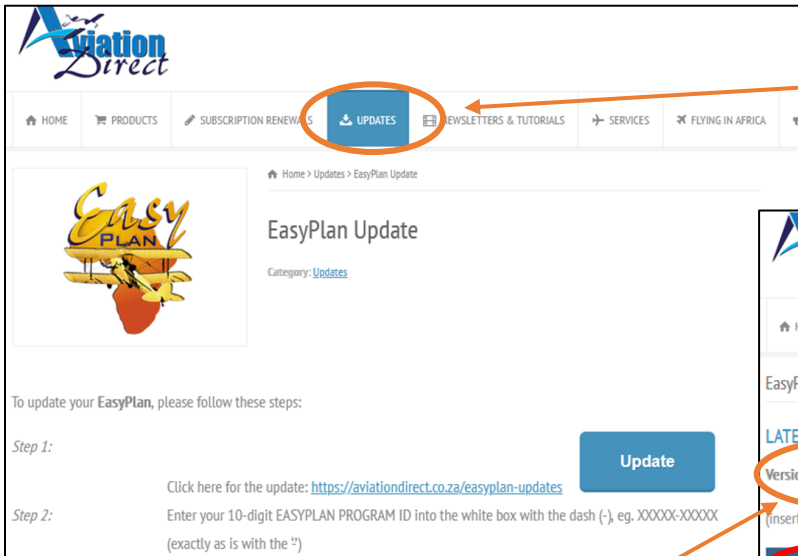 Aviation
Direct
HOME
PRODUCTS
SUBSCRIPTION RENEWALS
UPDATES
NEWSLETTERS & TUTORIALS
SERVICES
FLYING IN AFRICA
Home > Updates > EasyPlan Update
Easy
PLAN
EasyPlan Update
Category: Updates
To update your EasyPlan, please follow these steps:
Step 1:
Update
Click here for the update: https://aviationdirect.co.za/easyplan-updates
Step 2:
Enter your 10-digit EASYPLAN PROGRAM ID into the white box with the dash (-), eg. XXXXX-XXXXX
(exactly as is with the '-')
EasyP
LATE
Versio
(insert